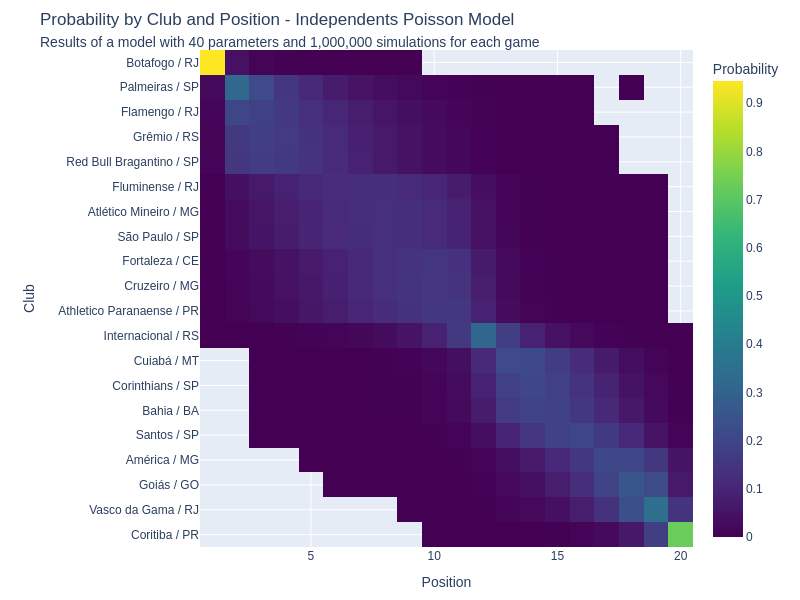 Probability by Club and Position - Independents Poisson Model
Results of a model with 40 parameters and 1,000,000 simulations for each game
Probability
Botafogo / RJ
Palmeiras / SP
Flamengo / RJ
Grêmio / RS
Red Bull Bragantino / SP
Fluminense / RJ
Atlético Mineiro / MG
São Paulo / SP
Fortaleza / CE
Cruzeiro / MG
Athletico Paranaense / PR
Internacional / RS
Cuiabá / MT
Corinthians / SP
Bahia / BA
Santos / SP
América / MG
Goiás / GO
Vasco da Gama / RJ
Coritiba / PR
Club
5
10
15
20
Position
0.9
0.8
0.7
0.6
0.5
0.4
0.3
0.2
0.1
0